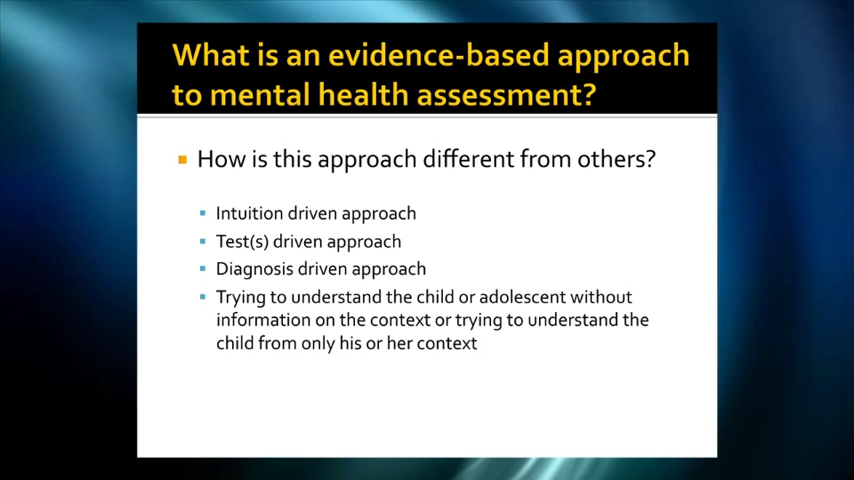 What is an evidence-based approach
to mental health assessment?
How is this approach different from others?
Intuition driven approach
Test(s) driven approach
Diagnosis driven approach
Trying to understand the child or adolescent without
information on the context or trying to understand the
child from only his or her context